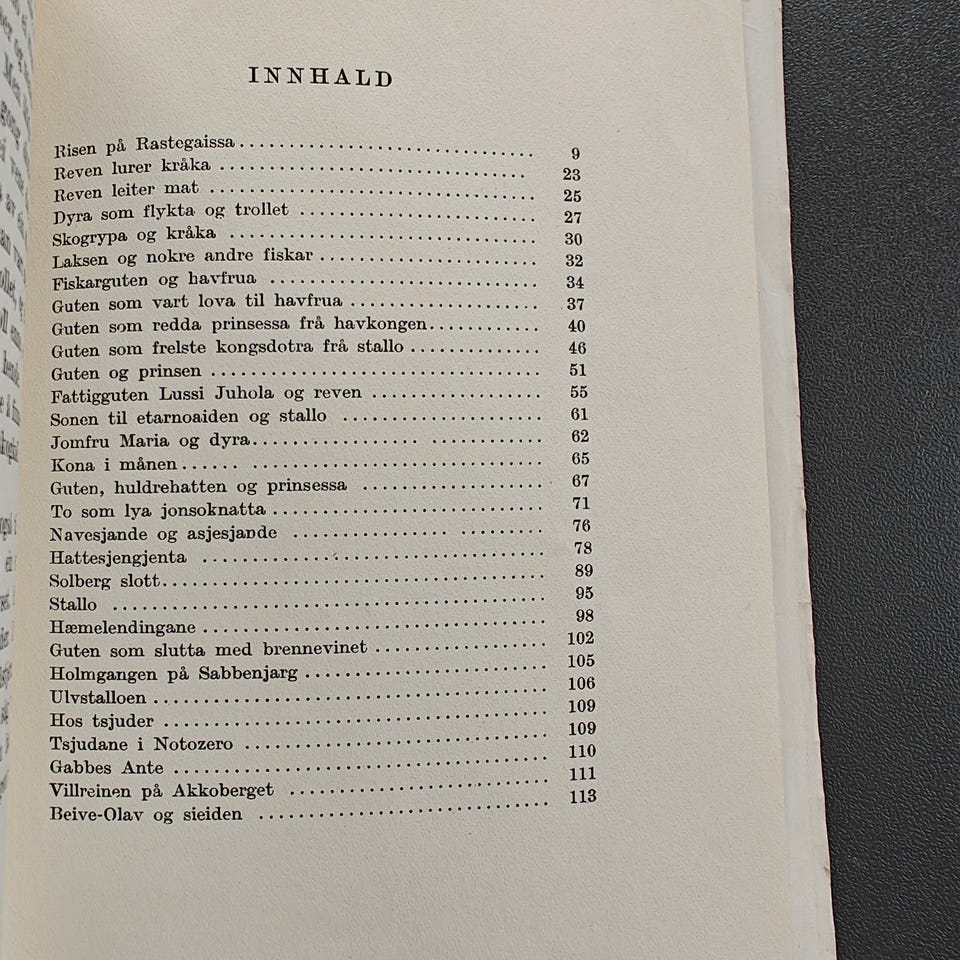 INNHALD
Risen på Rastegaissa 9
Reven lurer kråka 23
Reven leiter mat 25
Dyra som flykta og trollet 27
Skogrypa og kråka 30
Laksen og nokre andre fiskar 32
Fiskarguten og havfrua 34
Guten som vart lova til havfrua 37
Guten som redda prinsessa frå havkongen 40
Guten som frelste kongsdotra frå stallo 46
Guten og prinsen 51
Fattigguten Lussi Juhola og reven 55
Sonen til etarnoaiden og stallo 61
Jomfru Maria og dyra 62
Kona i månen 65
Guten, huldrehatten og prinsessa 67
To som lya jonsoknatta 71
Navesjande og asjesjande 76
Hattesjengjenta 78
Solberg slott 89
Stallo 95
Hæmelendingane 98
Guten som slutta med brennevinet 102
Holmgangen på Sabbenjarg 105
Ulvstalloen 106
Hos tsjuder 109
Tsjudane i Notozero 109
Gabbes Ante 110
Villreinen på Akkoberget 111
Beive-Olav og sieiden 113